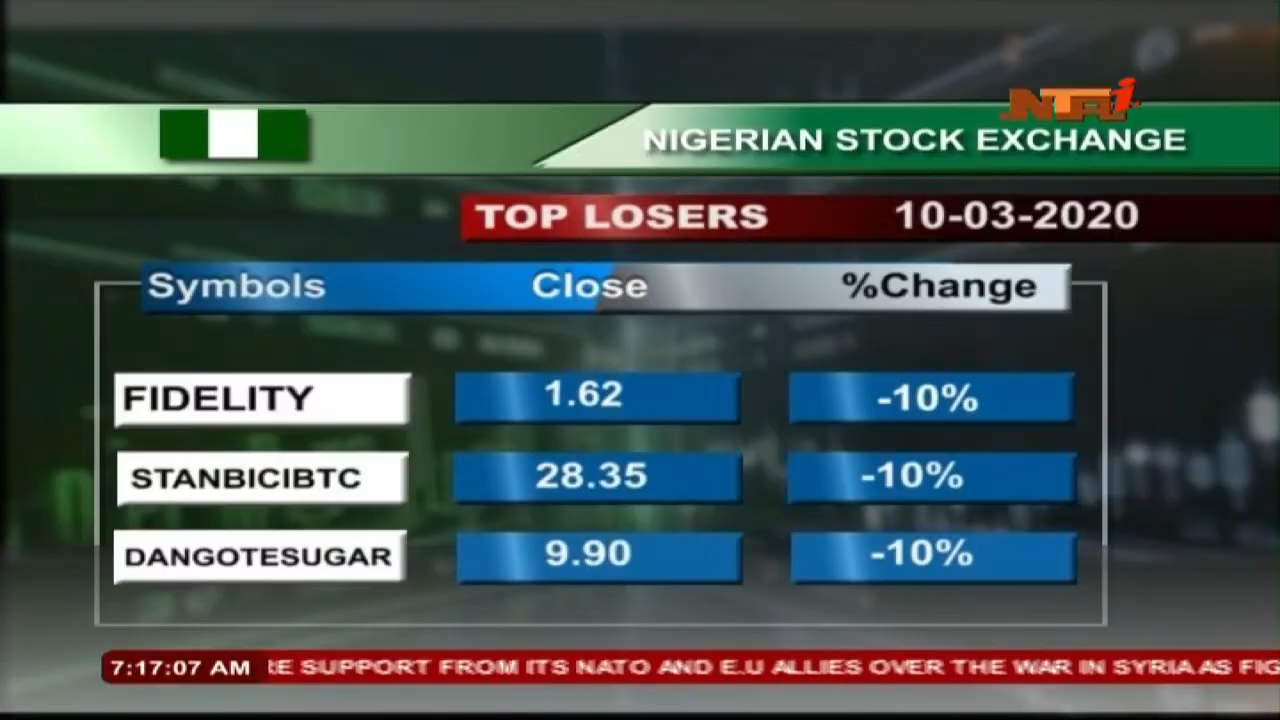 NTAi
NIGERIAN STOCK EXCHANGE
TOP LOSERS 10-03-2020
Symbols Close %Change
FIDELITY 1.62 -10%
STANBICIBTC 28.35 -10%
DANGOTESUGAR 9.90 -10%
7:17:07 AM SUPPORT FROM ITS NATO AND E.U ALLIES OVER THE WAR IN SYRIA AS